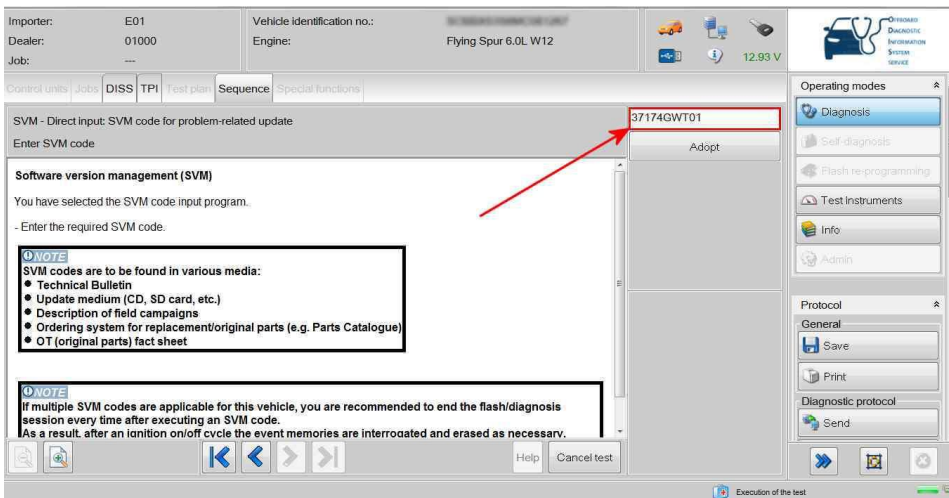 Importer: E01 Vehicle identification no.:
Dealer: 01000 Engine: Flying Spur 6.0L W12
Job: ---
12.93 V
OFFBOARD
DIAGNOSTIC
INFORMATION
SYSTEM
SERVICE
Control units Jobs DISS TPI Test plan Sequence Special functions
SVM - Direct input: SVM code for problem-related update
Enter SVM code
37174GWT01
Adopt
Software version management (SVM)
You have selected the SVM code input program.
- Enter the required SVM code.
NOTE
SVM codes are to be found in various media:
● Technical Bulletin
● Update medium (CD, SD card, etc.)
● Description of field campaigns
● Ordering system for replacement/original parts (e.g. Parts Catalogue)
● OT (original parts) fact sheet
NOTE
If multiple SVM codes are applicable for this vehicle, you are recommended to end the flash/diagnosis
session every time after executing an SVM code.
As a result, after an ignition on/off cycle the event memories are interrogated and erased as necessary.
Help Cancel test
Operating modes
Diagnosis
Self-diagnosis
Flash re-programming
Test Instruments
Info
Admin
Protocol
General
Save
Print
Diagnostic protocol
Send
Execution of the test